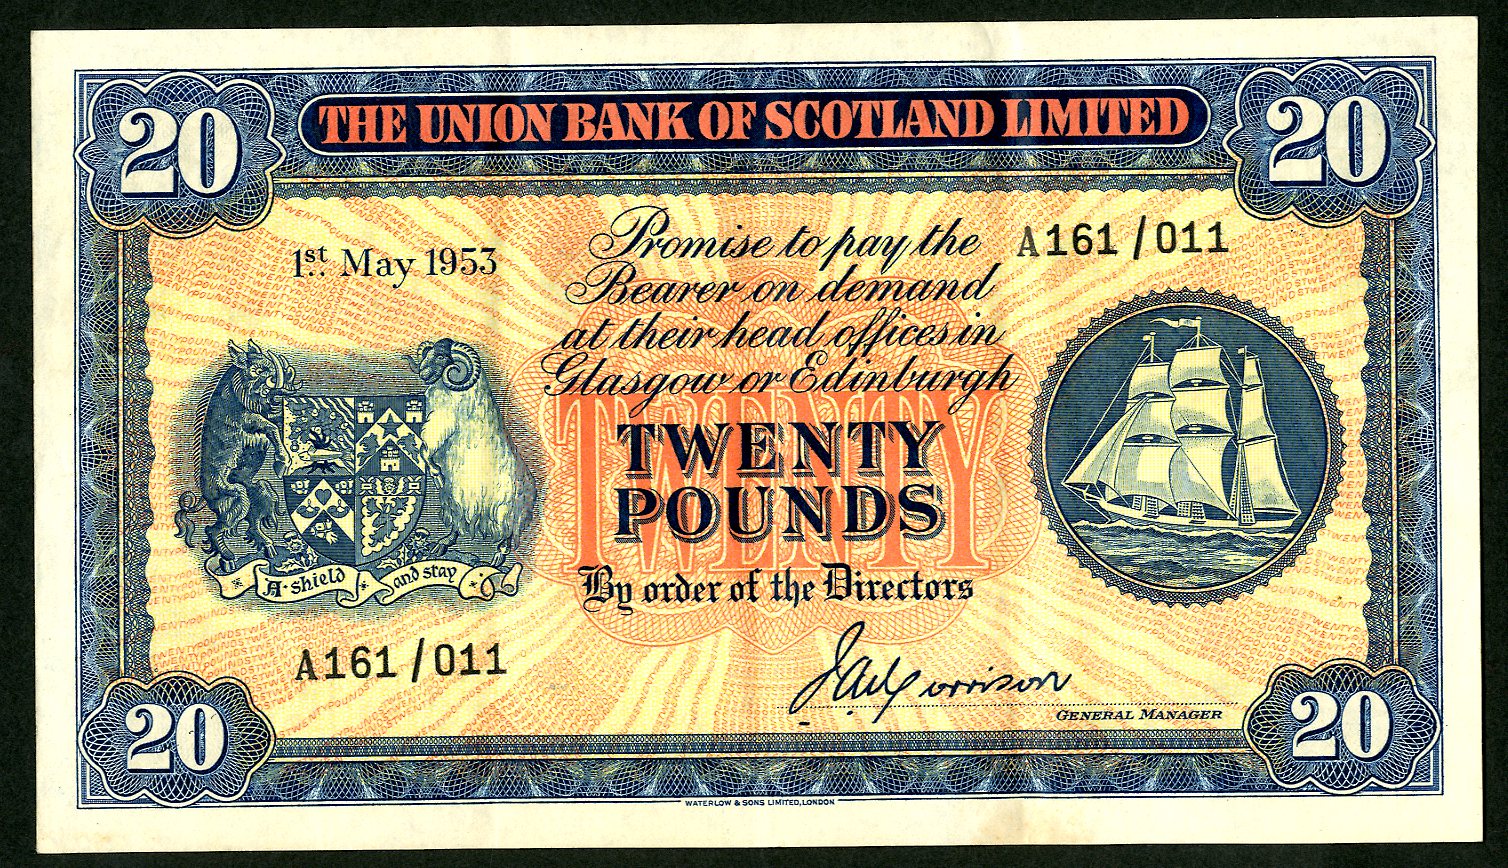 20 THE UNION BANK OF SCOTLAND LIMITED 20
1st May 1953
Promise to pay the
A161/011
Bearer on demand
at their head offices in
Glasgow or Edinburgh
TWENTY
TWENTY
POUNDS
A·shield and stay
By order of the Directors
A161/011
GENERAL MANAGER
20 20
WATERLOW & SONS LIMITED, LONDON